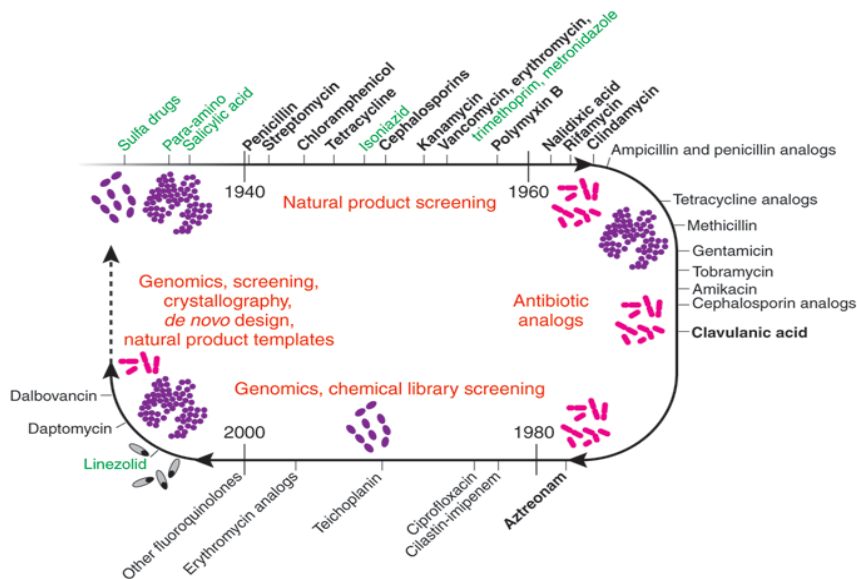 Sulfa drugs
Para-amino
Salicylic acid
Penicillin
Streptomycin
Chloramphenicol
Tetracycline
Isoniazid
Cephalosporins
Kanamycin
Vancomycin, erythromycin,
trimethoprim, metronidazole
Polymyxin B
Nalidixic acid
Rifamycin
Clindamycin
Ampicillin and penicillin analogs
1940
1960
Natural product screening
Tetracycline analogs
Methicillin
Gentamicin
Tobramycin
Amikacin
Cephalosporin analogs
Clavulanic acid
Genomics, screening,
crystallography,
de novo design,
natural product templates
Antibiotic
analogs
Genomics, chemical library screening
Dalbovancin
Daptomycin
Linezolid
2000
1980
Other fluoroquinolones
Erythromycin analogs
Teichoplanin
Ciprofloxacin
Cilastin-imipenem
Aztreonam